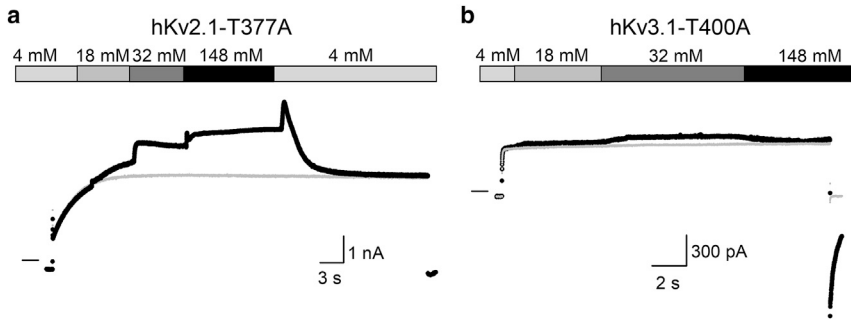 a
hKv2.1-T377A
4 mM 18 mM 32 mM 148 mM 4 mM
1 nA
3 s
b
hKv3.1-T400A
4 mM 18 mM 32 mM 148 mM
300 pA
2 s